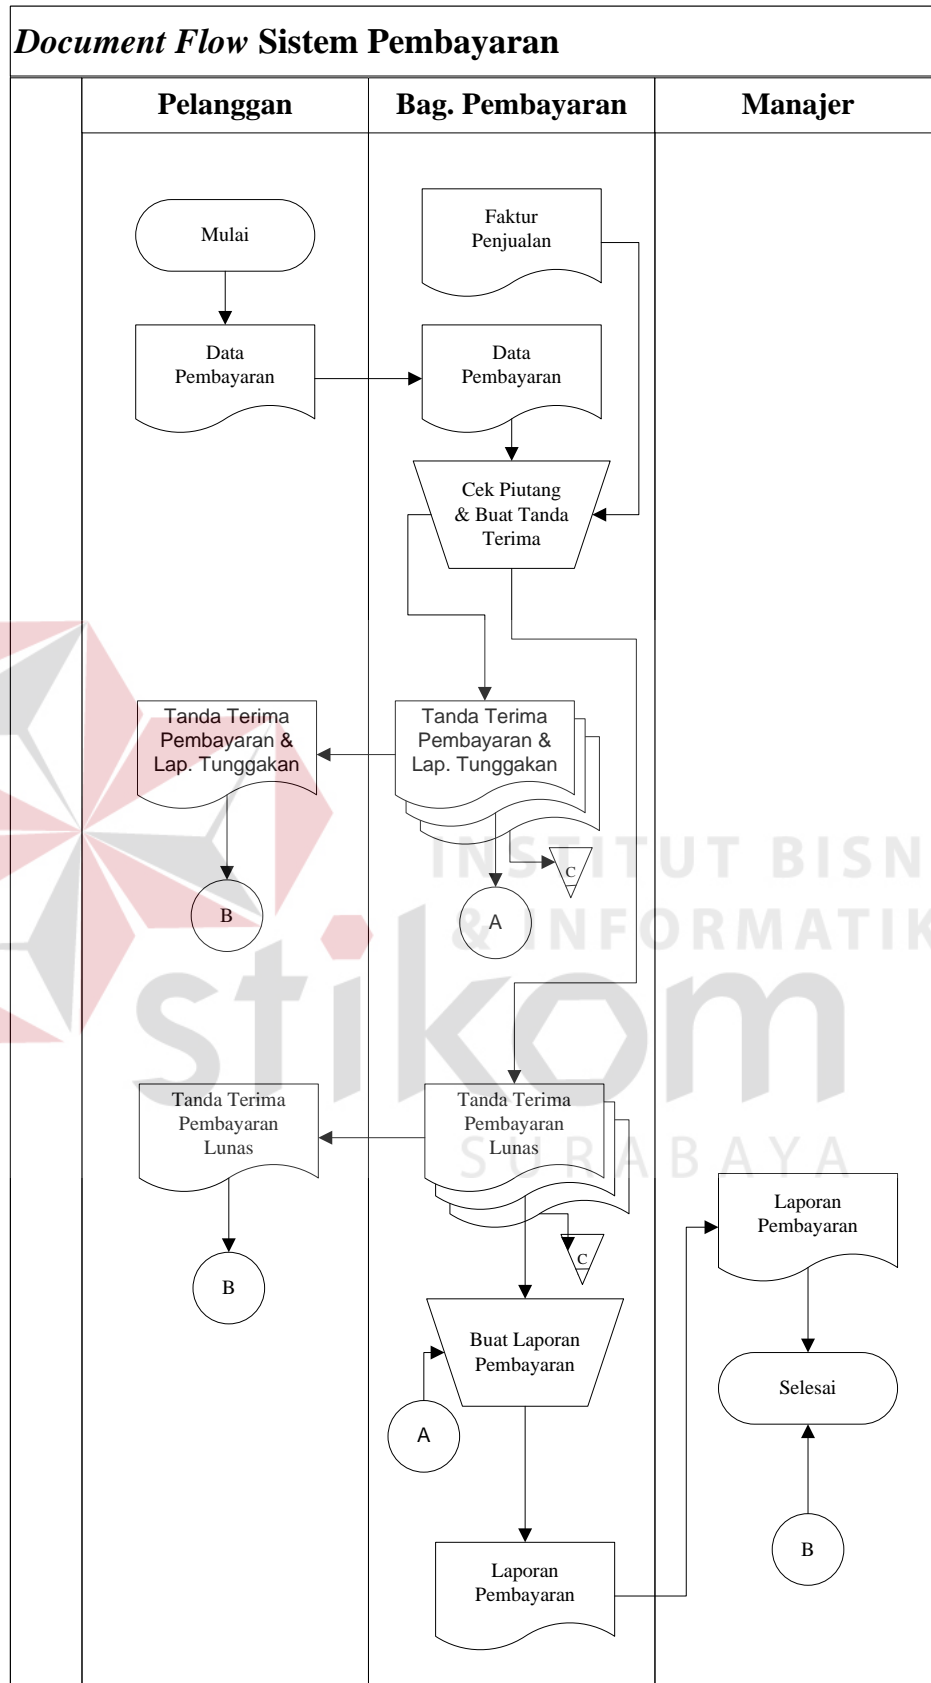 Document Flow Sistem Pembayaran
Pelanggan
Bag. Pembayaran
Manajer
Mulai
Faktur
Penjualan
Data
Pembayaran
Data
Pembayaran
Cek Piutang
& Buat Tanda
Terima
Tanda Terima
Pembayaran &
Lap. Tunggakan
Tanda Terima
Pembayaran &
Lap. Tunggakan
C
B
A
INSTITUT BISN
& INFORMATIK
stikom
SURABAYA
Tanda Terima
Pembayaran
Lunas
Tanda Terima
Pembayaran
Lunas
C
B
Laporan
Pembayaran
Buat Laporan
Pembayaran
Selesai
A
B
Laporan
Pembayaran